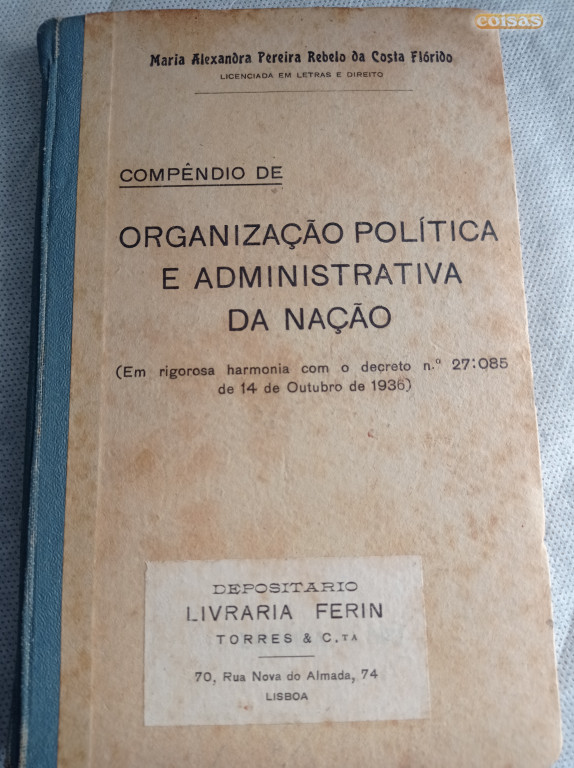 coisas
Maria Alexandra Pereira Rebelo da Costa Flórido
LICENCIADA EM LETRAS E DIREITO
COMPÊNDIO DE
ORGANIZAÇÃO POLÍTICA
E ADMINISTRATIVA
DA NAÇÃO
(Em rigorosa harmonia com o decreto n.º 27:085
de 14 de Outubro de 1936)
DEPOSITARIO
LIVRARIA FERIN
TORRES & C.TA
70, Rua Nova do Almada, 74
LISBOA